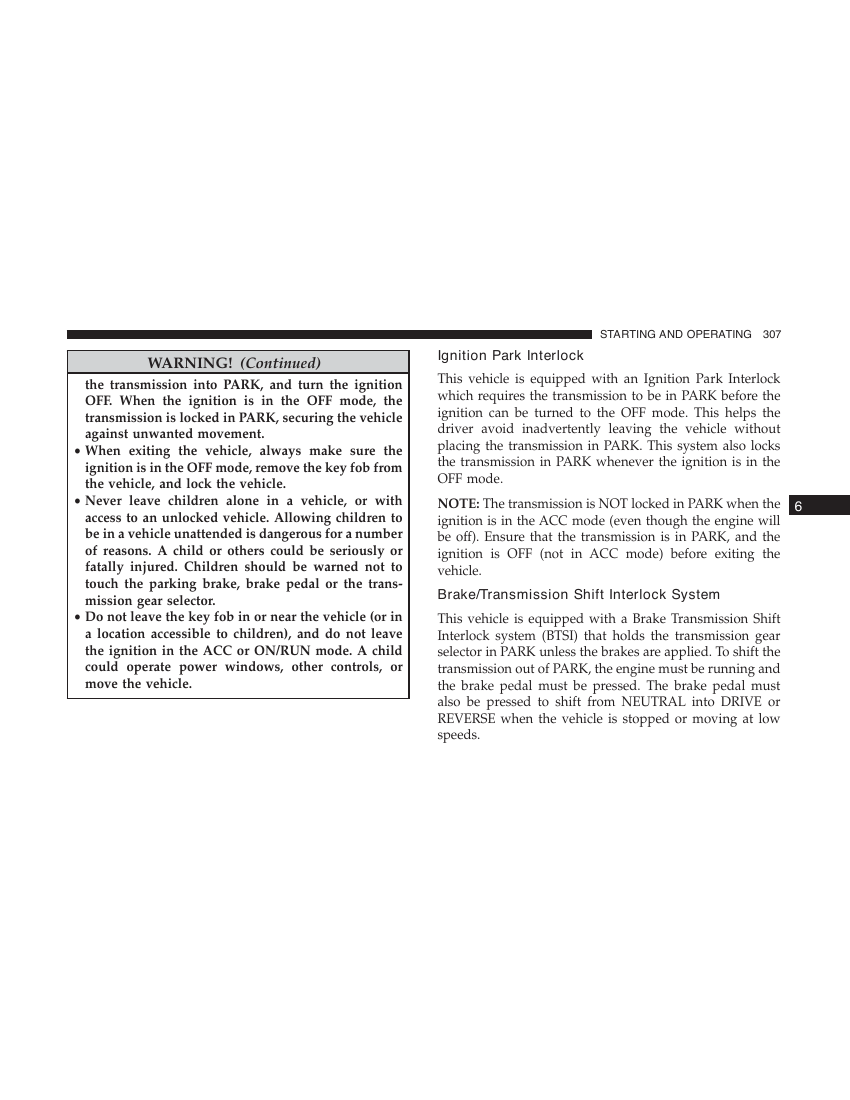 STARTING AND OPERATING 307
WARNING! (Continued)
the transmission into PARK, and turn the ignition
OFF. When the ignition is in the OFF mode, the
transmission is locked in PARK, securing the vehicle
against unwanted movement.
• When exiting the vehicle, always make sure the
ignition is in the OFF mode, remove the key fob from
the vehicle, and lock the vehicle.
• Never leave children alone in a vehicle, or with
access to an unlocked vehicle. Allowing children to
be in a vehicle unattended is dangerous for a number
of reasons. A child or others could be seriously or
fatally injured. Children should be warned not to
touch the parking brake, brake pedal or the trans-
mission gear selector.
• Do not leave the key fob in or near the vehicle (or in
a location accessible to children), and do not leave
the ignition in the ACC or ON/RUN mode. A child
could operate power windows, other controls, or
move the vehicle.
Ignition Park Interlock
This vehicle is equipped with an Ignition Park Interlock
which requires the transmission to be in PARK before the
ignition can be turned to the OFF mode. This helps the
driver avoid inadvertently leaving the vehicle without
placing the transmission in PARK. This system also locks
the transmission in PARK whenever the ignition is in the
OFF mode.
NOTE: The transmission is NOT locked in PARK when the
ignition is in the ACC mode (even though the engine will
be off). Ensure that the transmission is in PARK, and the
ignition is OFF (not in ACC mode) before exiting the
vehicle.
Brake/Transmission Shift Interlock System
This vehicle is equipped with a Brake Transmission Shift
Interlock system (BTSI) that holds the transmission gear
selector in PARK unless the brakes are applied. To shift the
transmission out of PARK, the engine must be running and
the brake pedal must be pressed. The brake pedal must
also be pressed to shift from NEUTRAL into DRIVE or
REVERSE when the vehicle is stopped or moving at low
speeds.
6